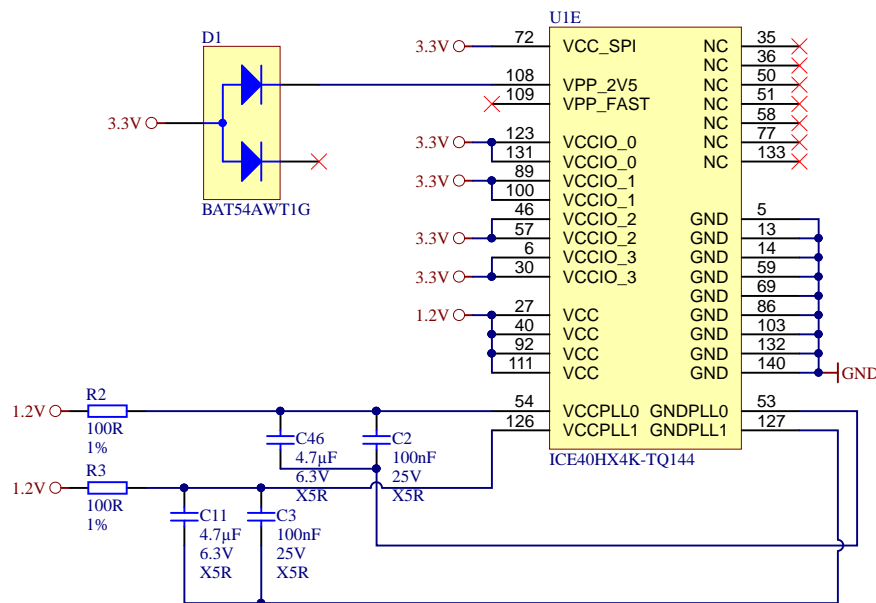 U1E
D1
3.3V
72
VCC_SPI
NC
35
NC
36
108
VPP_2V5
NC
50
109
VPP_FAST
NC
51
3.3V
NC
58
3.3V
123
VCCIO_0
NC
77
131
VCCIO_0
NC
133
3.3V
89
VCCIO_1
100
VCCIO_1
BAT54AWT1G
46
VCCIO_2
GND
5
3.3V
57
VCCIO_2
GND
13
6
VCCIO_3
GND
14
3.3V
30
VCCIO_3
GND
59
GND
69
1.2V
27
VCC
GND
86
40
VCC
GND
103
92
VCC
GND
132
111
VCC
GND
140
GND
R2
1.2V
54
VCCPLL0
GNDPLL0
53
100R
1%
126
VCCPLL1
GNDPLL1
127
C46
4.7µF
6.3V
X5R
C2
100nF
25V
X5R
ICE40HX4K-TQ144
R3
1.2V
100R
1%
C11
4.7µF
6.3V
X5R
C3
100nF
25V
X5R